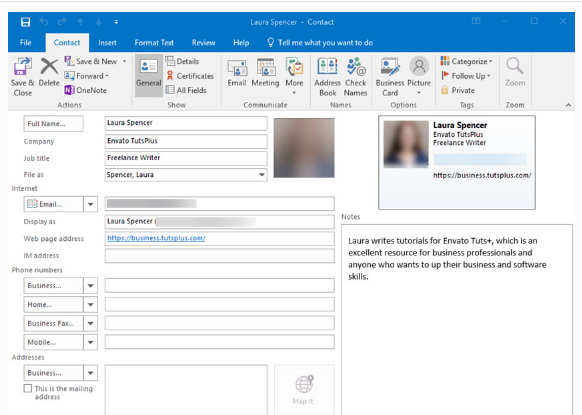 Laura Spencer - Contact
File Contact Insert Format Text Review Help Tell me what you want to do
Save & Close
Delete
Save & New
Forward
OneNote
Actions
General
Details
Certificates
All Fields
Show
Email
Meeting
More
Communicate
Address Book
Check Names
Names
Business Card
Picture
Options
Categorize
Follow Up
Private
Tags
Zoom
Zoom
Full Name... Laura Spencer
Company Envato TutsPlus
Job title Freelance Writer
File as Spencer, Laura
Internet
Email...
Display as Laura Spencer (
Web page address https://business.tutsplus.com/
IM address
Phone numbers
Business...
Home...
Business Fax...
Mobile...
Addresses
Business...
This is the mailing
address
Map It
Laura Spencer
Envato TutsPlus
Freelance Writer
https://business.tutsplus.com/
Notes
Laura writes tutorials for Envato Tuts+, which is an
excellent resource for business professionals and
anyone who wants to up their business and software
skills.